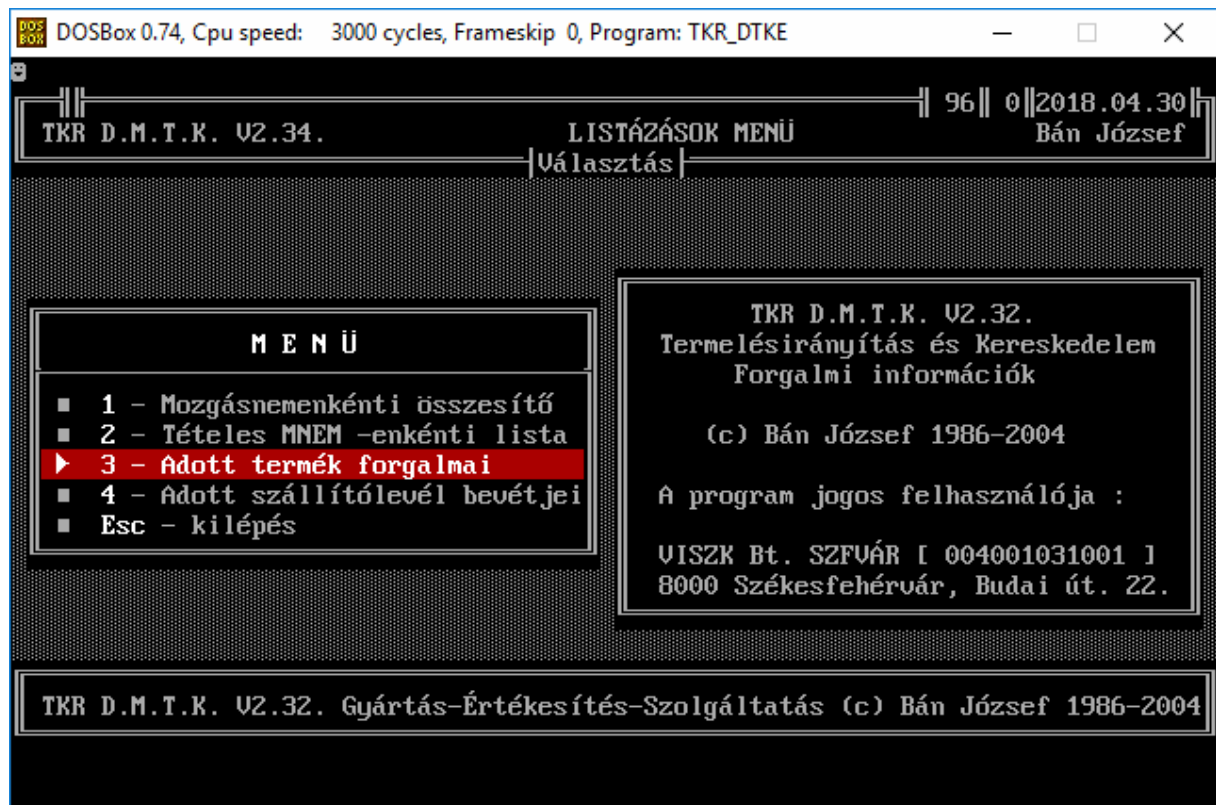 DOSBox 0.74, Cpu speed: 3000 cycles, Frameskip 0, Program: TKR_DTKE
96 0 2018.04.30
TKR D.M.T.K. V2.34. LISTÁZÁSOK MENÜ Bán József
Választás
M E N Ü
1 - Mozgásnemenkénti összesítő
2 - Tételes MNEM -enkénti lista
3 - Adott termék forgalmai
4 - Adott szállítólevél bevétjei
Esc - kilépés
TKR D.M.T.K. V2.32.
Termelésirányítás és Kereskedelem
Forgalmi információk
(c) Bán József 1986-2004
A program jogos felhasználója :
VISZK Bt. SZFVÁR [ 004001031001 ]
8000 Székesfehérvár, Budai út. 22.
TKR D.M.T.K. V2.32. Gyártás-Értékesítés-Szolgáltatás (c) Bán József 1986-2004